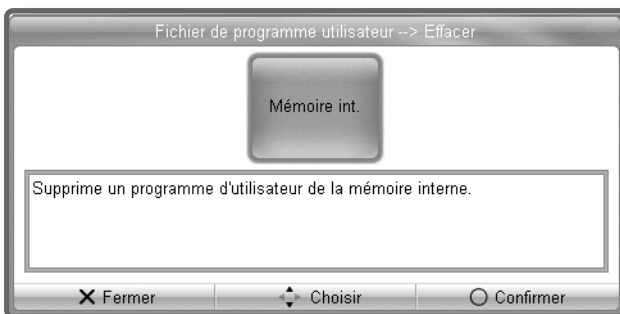 Fichier de programme utilisateur --> Effacer
Mémoire int.
Supprime un programme d'utilisateur de la mémoire interne.
Fermer
Choisir
Confirmer